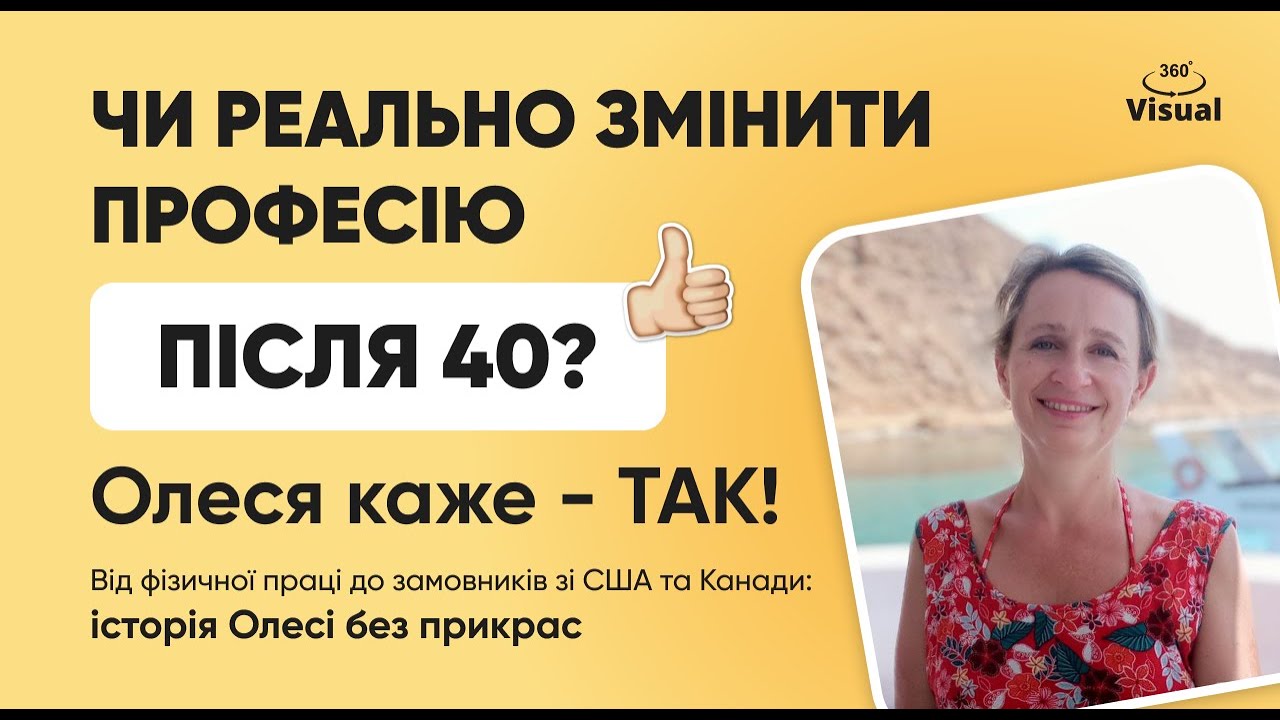 ЧИ РЕАЛЬНО ЗМІНИТИ
ПРОФЕСІЮ
ПІСЛЯ 40?
Олеся каже - ТАК!
Від фізичної праці до замовників зі США та Канади:
історія Олесі без прикрас
360°
Visual